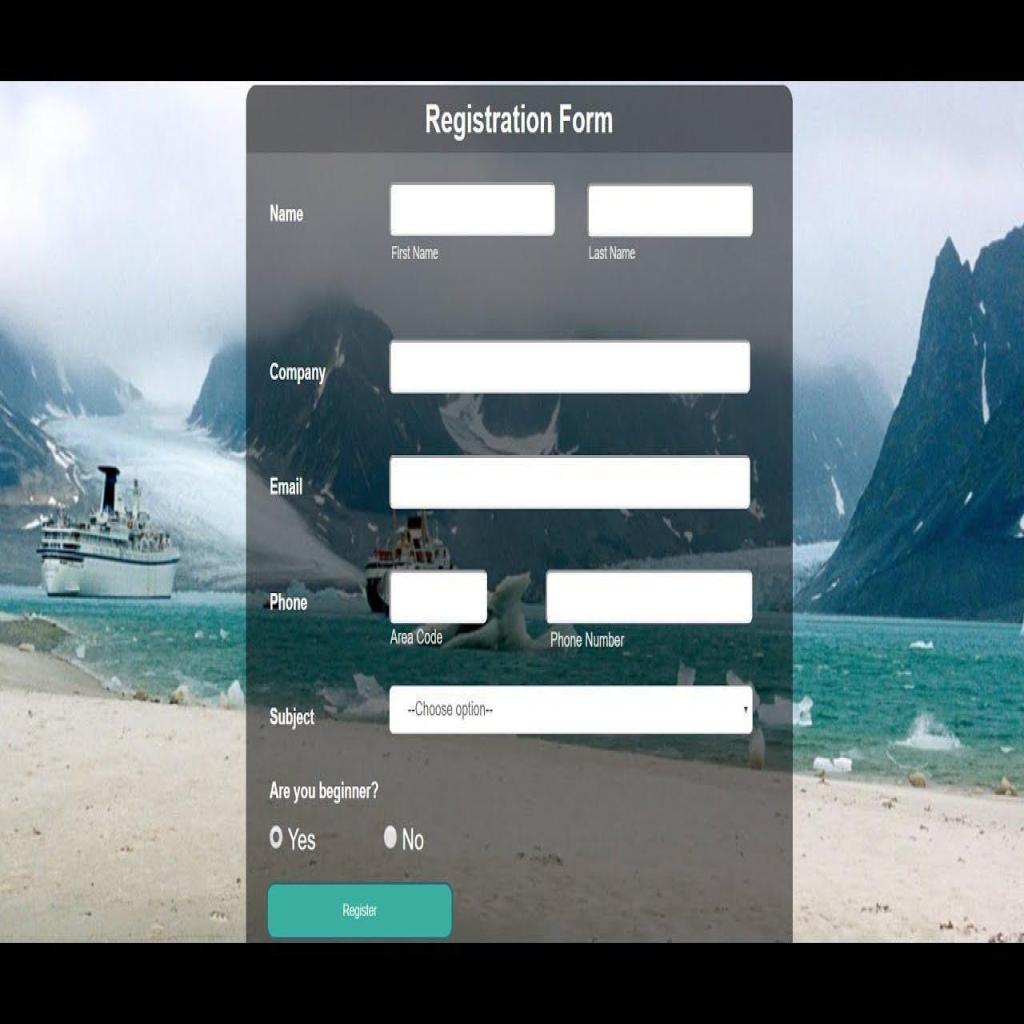 Registration Form
Name
First Name Last Name
Company
Email
Phone
Area Code Phone Number
Subject --Choose option--
Are you beginner?
Yes No
Register